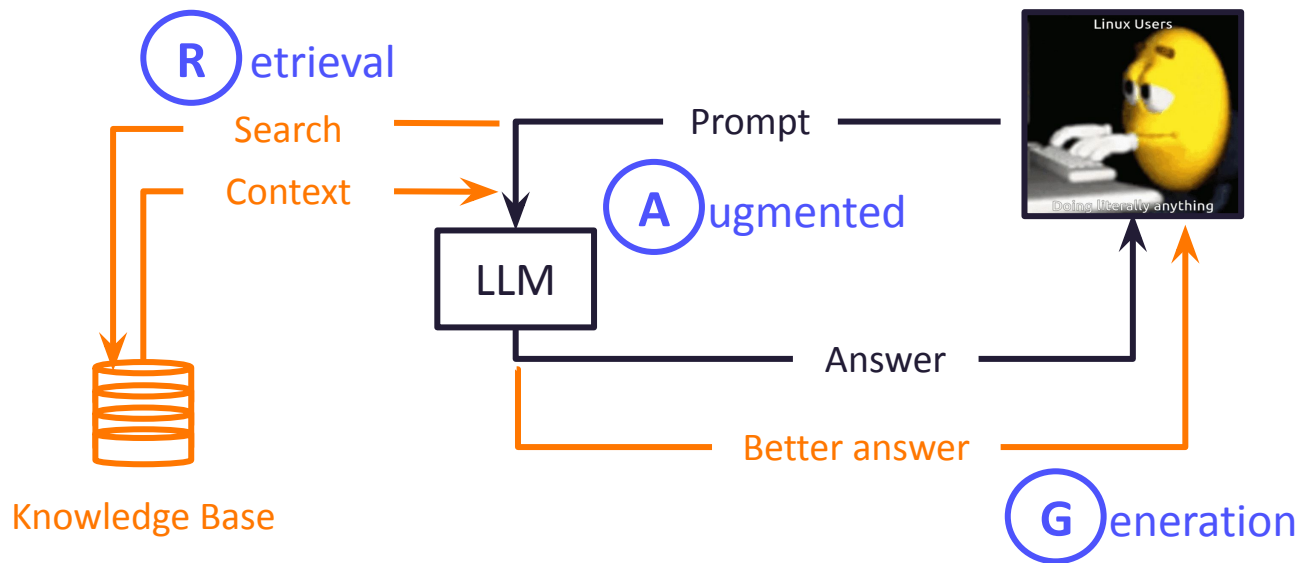 Linux Users
R etrieval
Search
Prompt
Context
A ugmented
Doing literally anything
LLM
Answer
Better answer
Knowledge Base
G eneration